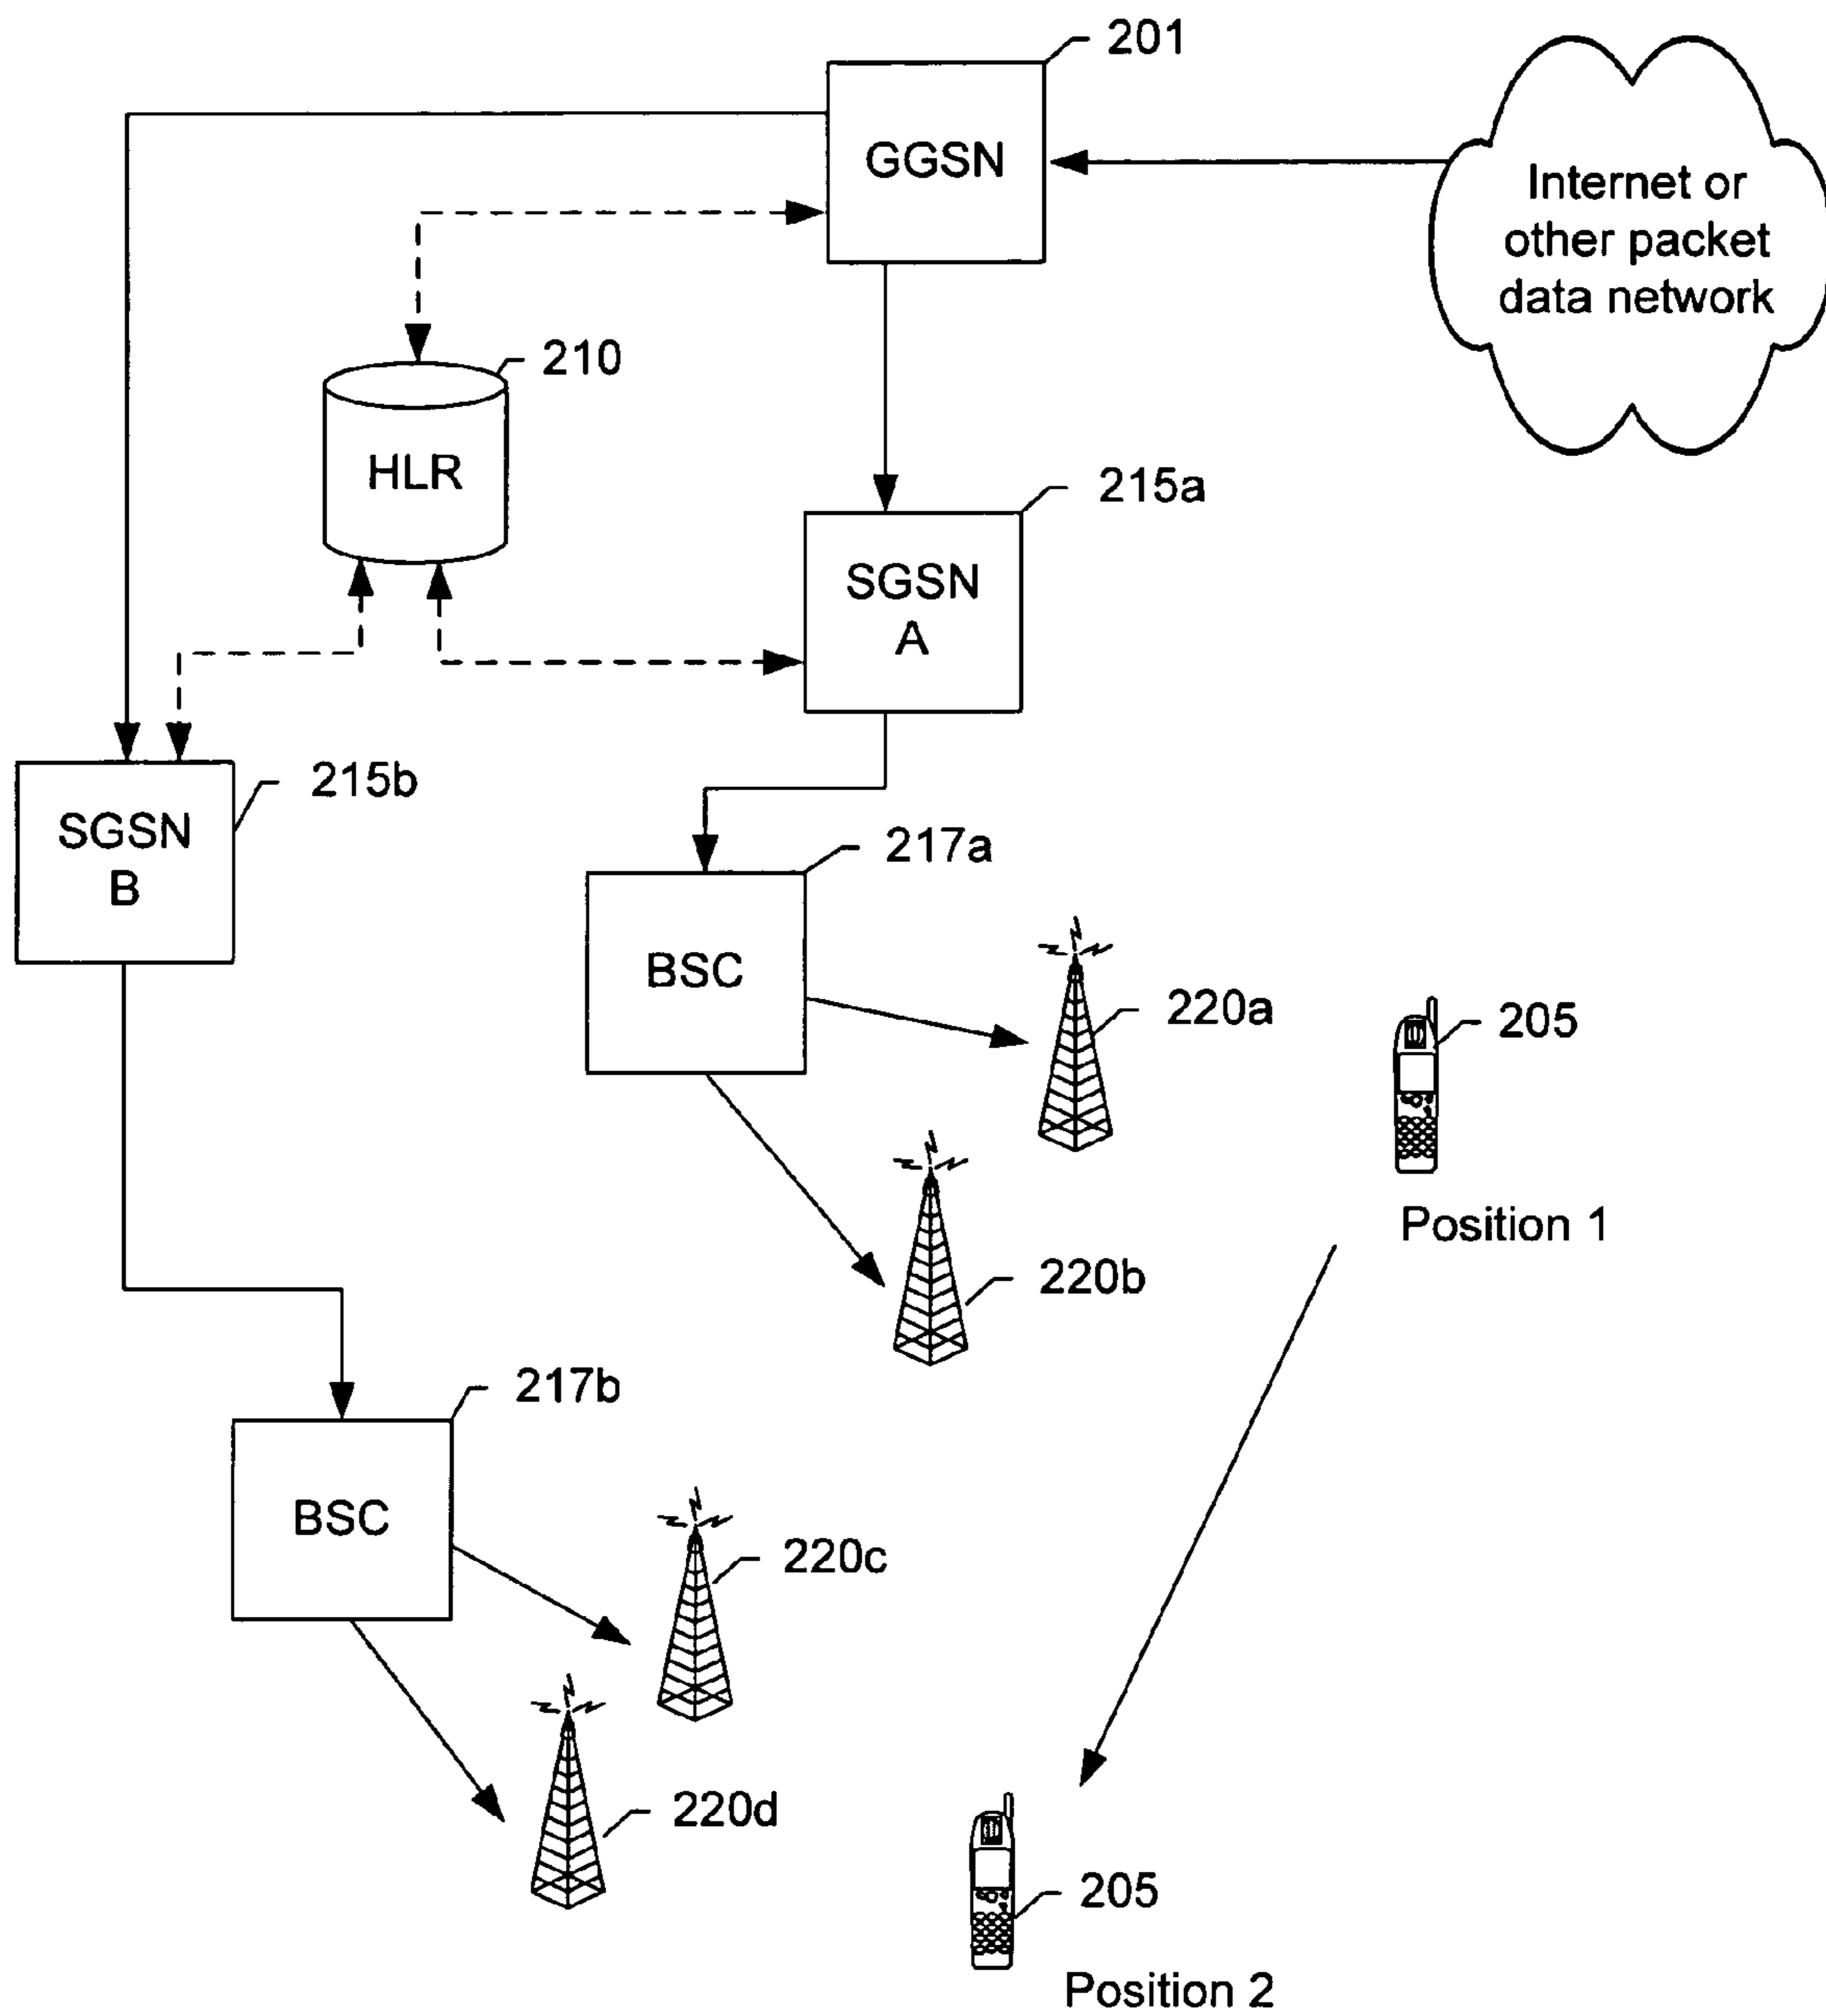 201
GGSN
Internet or
other packet
data network
210
HLR
215a
SGSN
A
215b
SGSN
B
217a
BSC
220a
205
Position 1
220b
217b
BSC
220c
220d
205
Position 2